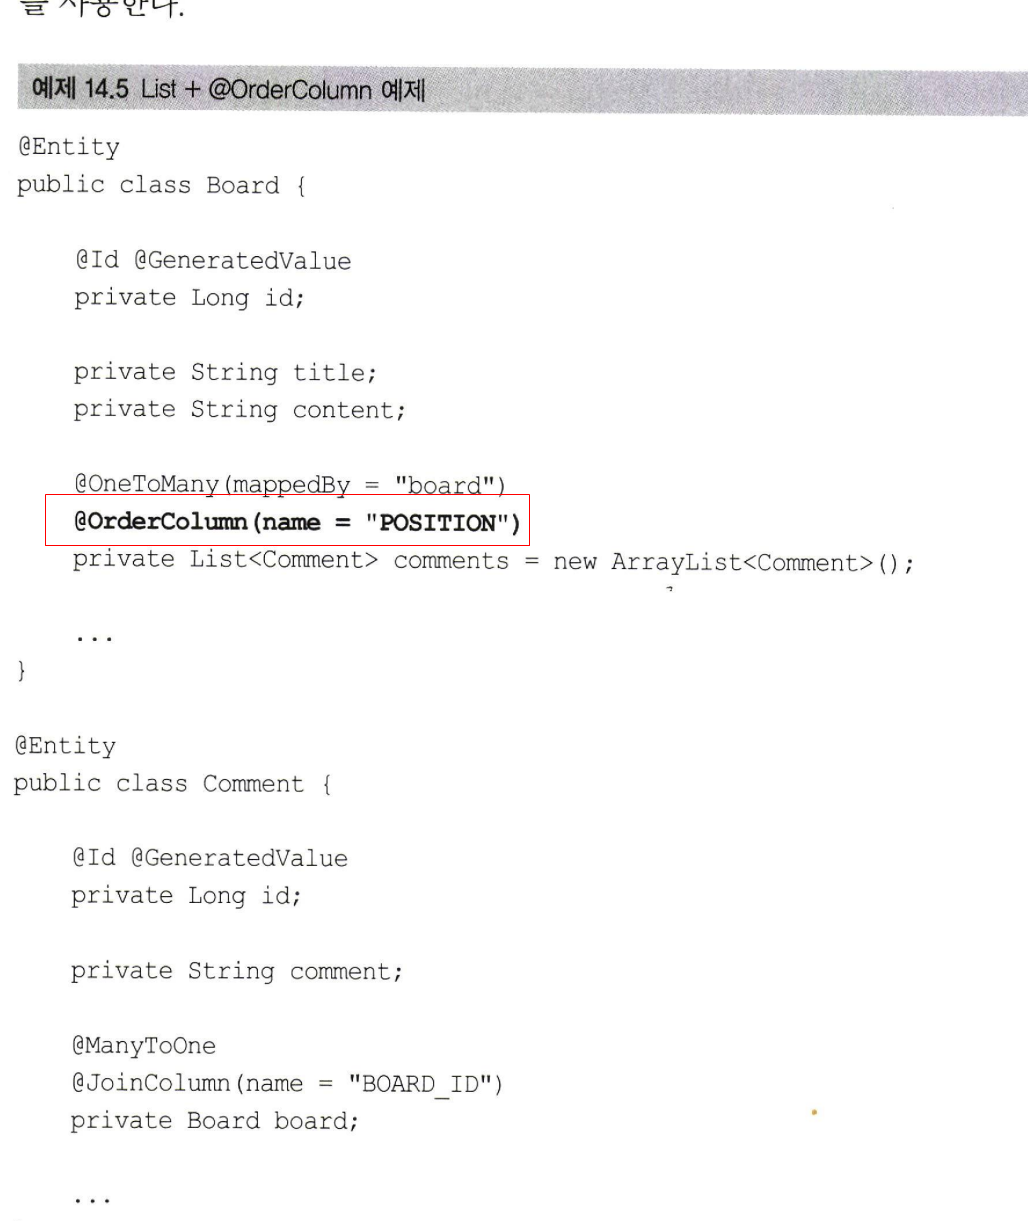 를 사용한다.
예제 14.5 List + @OrderColumn 예제
@Entity
public class Board {
@Id @GeneratedValue
private Long id;
private String title;
private String content;
@OneToMany(mappedBy = "board")
@OrderColumn(name = "POSITION")
private List<Comment> comments = new ArrayList<Comment>();
...
}
@Entity
public class Comment {
@Id @GeneratedValue
private Long id;
private String comment;
@ManyToOne
@JoinColumn(name = "BOARD_ID")
private Board board;
...